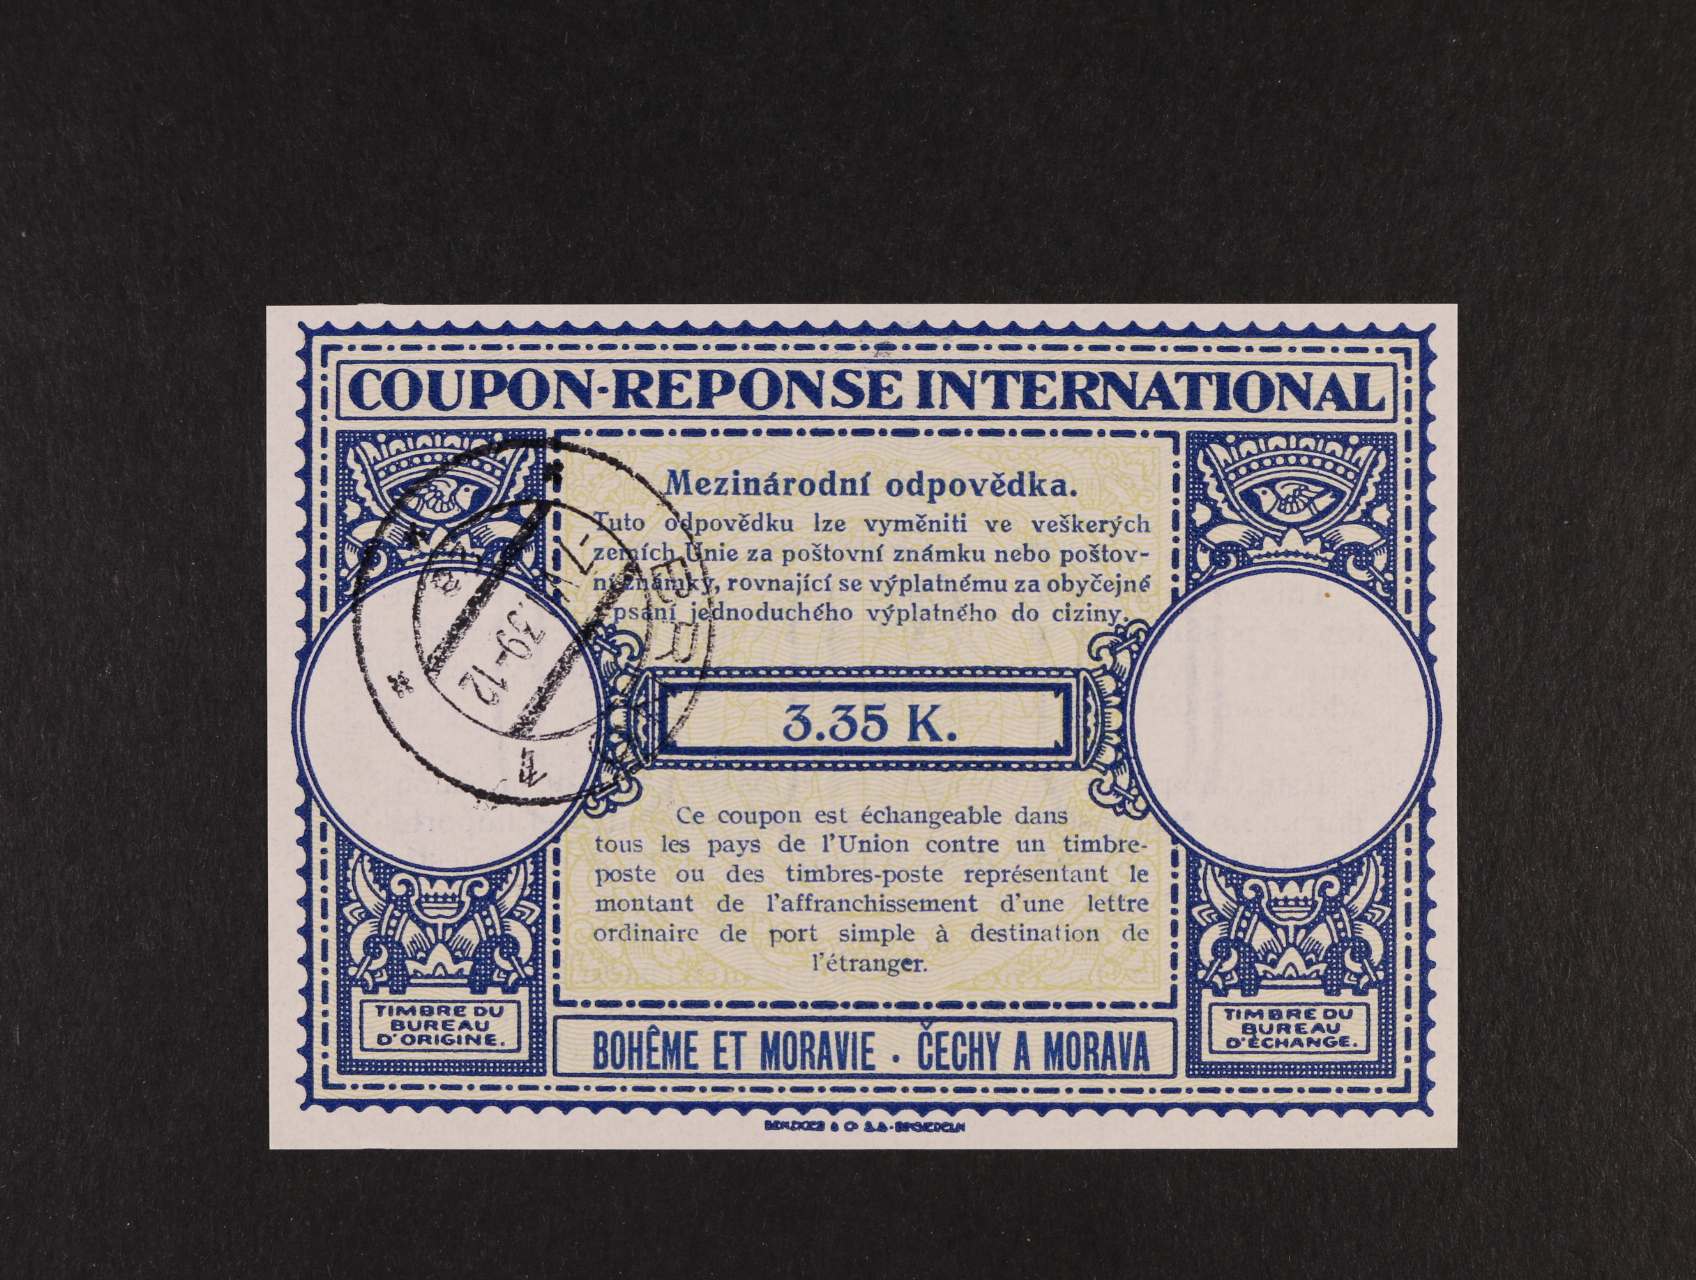 COUPON-REPONSE INTERNATIONAL
Mezinárodní odpovědka.
Tuto odpovědku lze vyměniti ve veškerých
zemích Unie za poštovní známku nebo poštov-
ní známky, rovnající se výplatnému za obyčejné
psaní jednoduchého výplatného do ciziny.
3.35 K.
Ce coupon est échangeable dans
tous les pays de l'Union contre un timbre-
poste ou des timbres-poste représentant le
montant de l'affranchissement d'une lettre
ordinaire de port simple à destination de
l'étranger.
TIMBRE DU
BUREAU
D'ORIGINE.
TIMBRE DU
BUREAU
D'ÉCHANGE.
BOHÊME ET MORAVIE · ČECHY A MORAVA
39-12